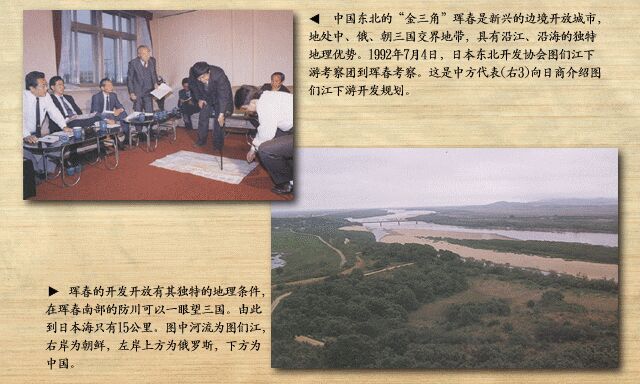 ◀ 中国东北的“金三角”珲春是新兴的边境开放城市，
地处中、俄、朝三国交界地带，具有沿江、沿海的独特
地理优势。1992年7月4日，日本东北开发协会图们江下
游考察团到珲春考察。这是中方代表(右3)向日商介绍图
们江下游开发规划。
▶ 珲春的开发开放有其独特的地理条件，
在珲春南部的防川可以一眼望三国。由此
到日本海只有15公里。图中河流为图们江，
右岸为朝鲜，左岸上方为俄罗斯，下方为
中国。